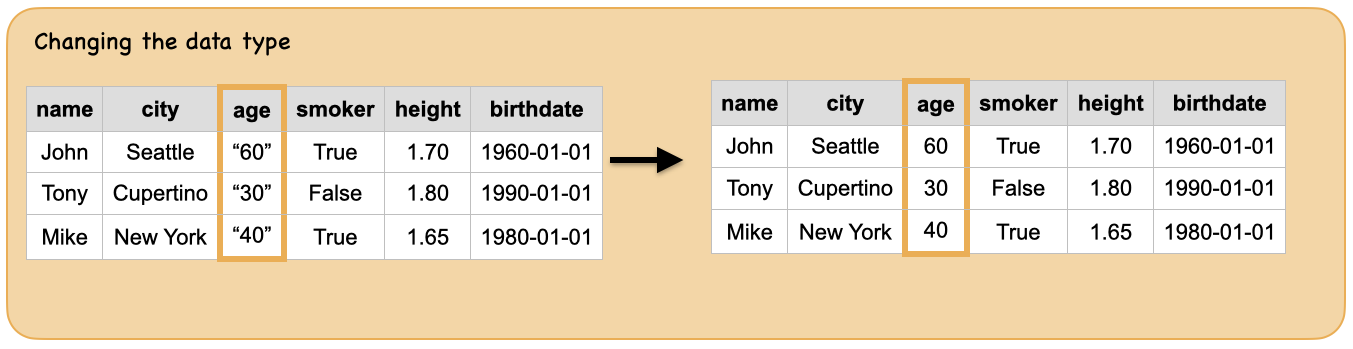 Changing the data type
name city age smoker height birthdate
John Seattle “60” True 1.70 1960-01-01
Tony Cupertino “30” False 1.80 1990-01-01
Mike New York “40” True 1.65 1980-01-01
name city age smoker height birthdate
John Seattle 60 True 1.70 1960-01-01
Tony Cupertino 30 False 1.80 1990-01-01
Mike New York 40 True 1.65 1980-01-01